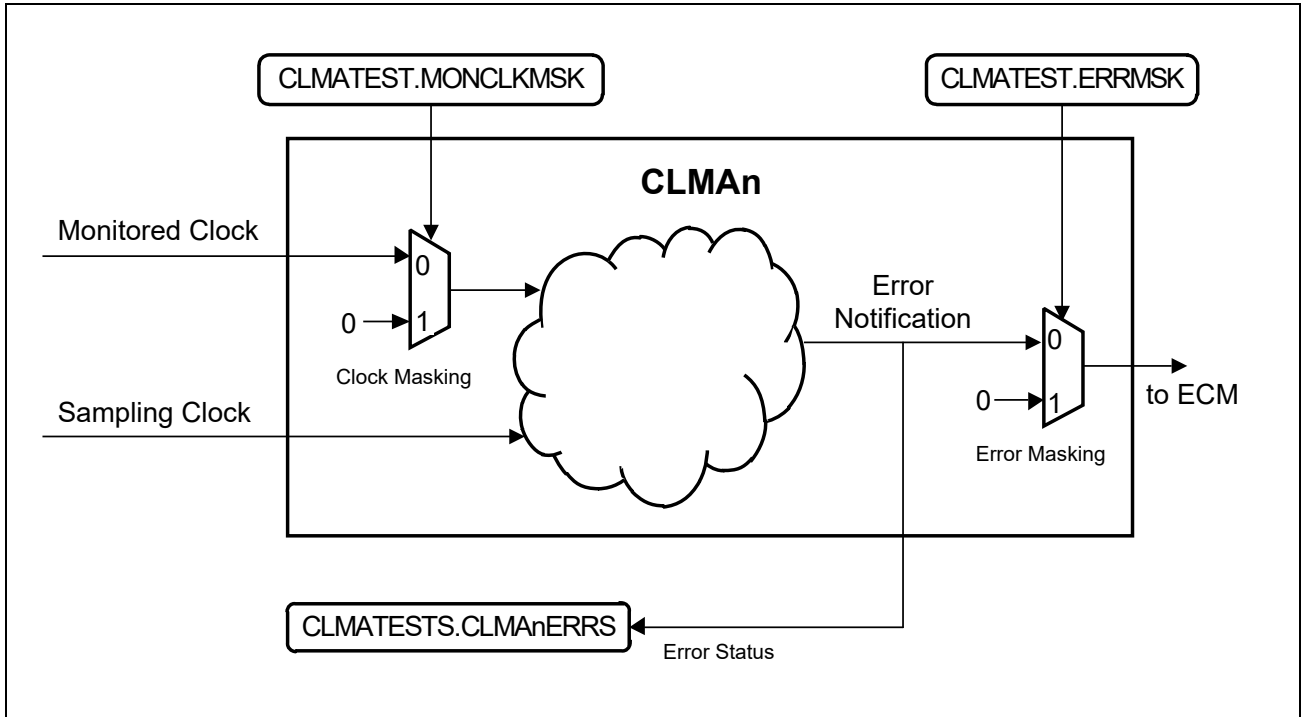 CLMATEST.MONCLKMSK
CLMATEST.ERRMSK
CLMAn
Monitored Clock
0
0
1
Clock Masking
Sampling Clock
Error
Notification
0
0
1
to ECM
Error Masking
CLMATESTS.CLMAnERRS
Error Status